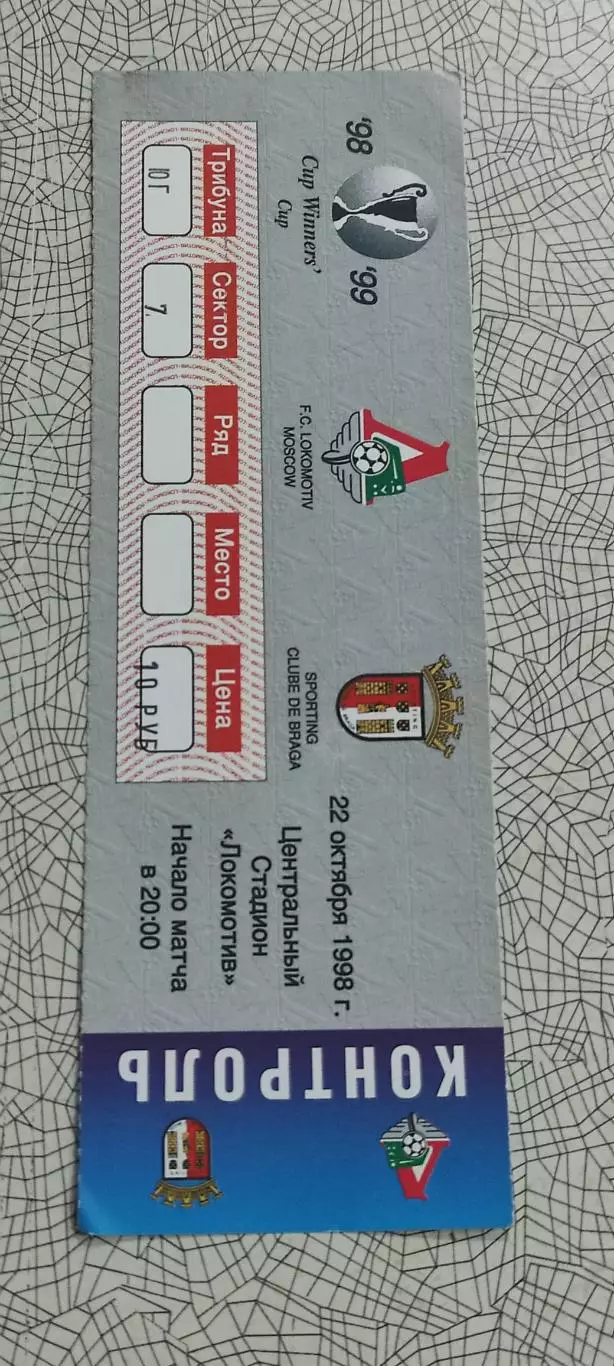 '98
'99
Cup Winners'
Cup
F.C. LOKOMOTIV
MOSCOW
SPORTING
CLUBE DE BRAGA
22 октября 1998 г.
Центральный
Стадион
«Локомотив»
Начало матча
в 20:00
Трибуна
ЮГ
Сектор
7.
Ряд
Место
Цена
10 РУБ
КОНТРОЛЬ